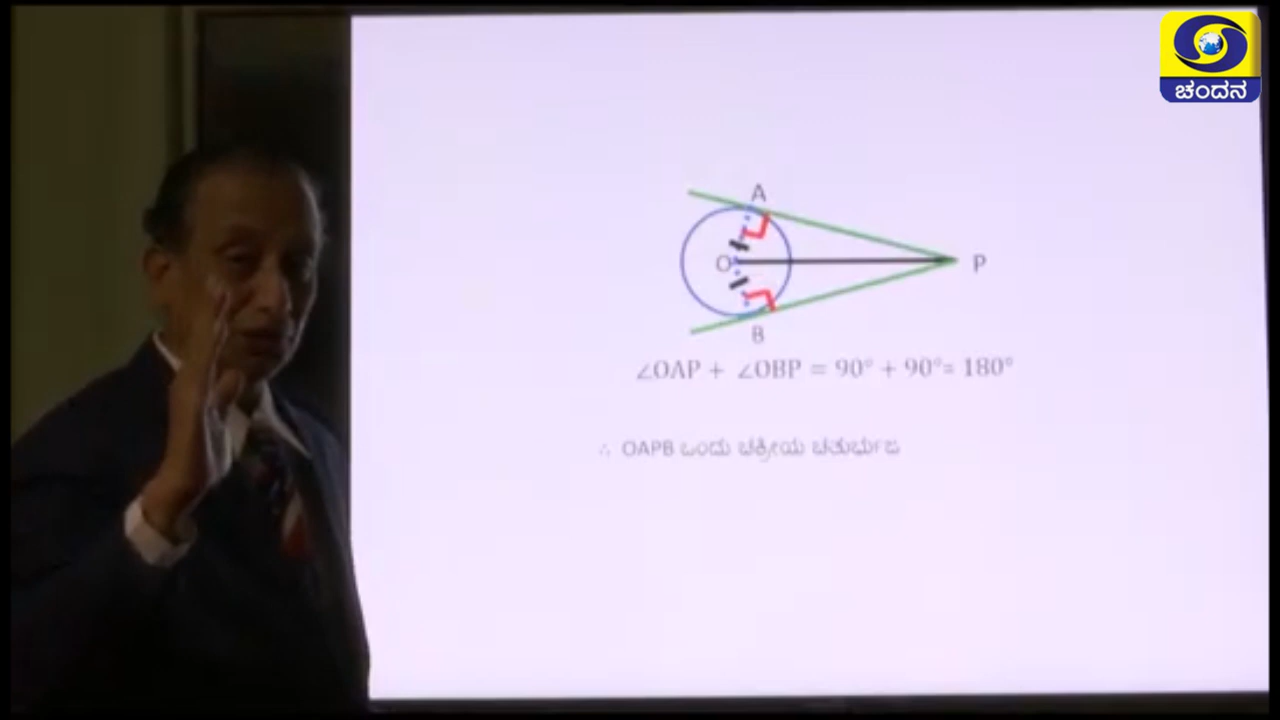 ಚಂದನ
A
O
P
B
∠OAP + ∠OBP = 90° + 90°= 180°
∴ OAPB ಒಂದು ಚಕ್ರೀಯ ಚತುರ್ಭುಜ